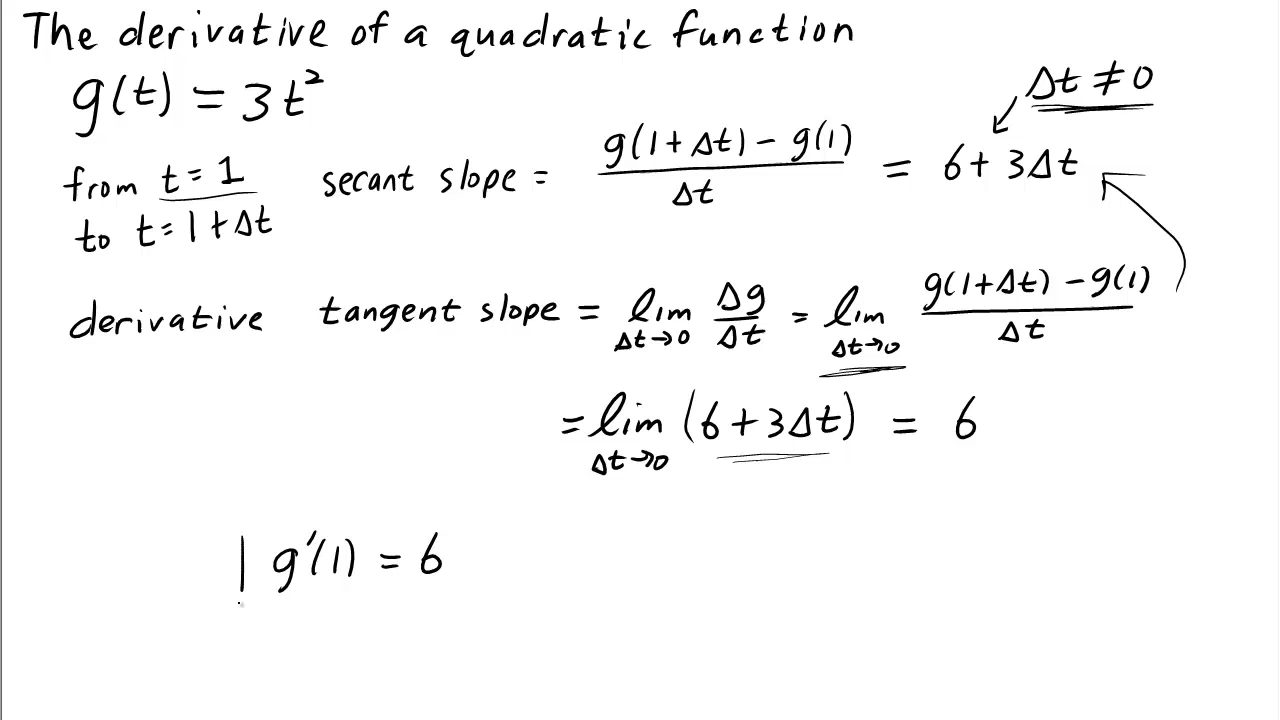 The derivative of a quadratic function
g(t) = 3t²
Δt ≠ 0
from t = 1
to t = 1 + Δt
secant slope = (g(1+Δt) - g(1))/Δt = 6 + 3Δt
derivative tangent slope = lim Δt→0 Δg/Δt = lim Δt→0 (g(1+Δt) - g(1))/Δt
= lim Δt→0 (6 + 3Δt) = 6
g'(1) = 6